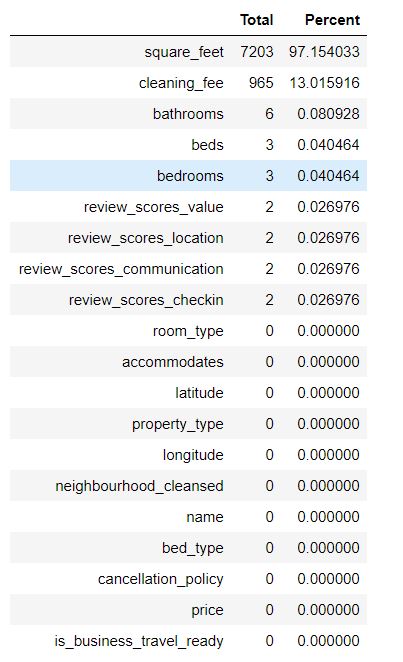 Total Percent
square_feet 7203 97.154033
cleaning_fee 965 13.015916
bathrooms 6 0.080928
beds 3 0.040464
bedrooms 3 0.040464
review_scores_value 2 0.026976
review_scores_location 2 0.026976
review_scores_communication 2 0.026976
review_scores_checkin 2 0.026976
room_type 0 0.000000
accommodates 0 0.000000
latitude 0 0.000000
property_type 0 0.000000
longitude 0 0.000000
neighbourhood_cleansed 0 0.000000
name 0 0.000000
bed_type 0 0.000000
cancellation_policy 0 0.000000
price 0 0.000000
is_business_travel_ready 0 0.000000